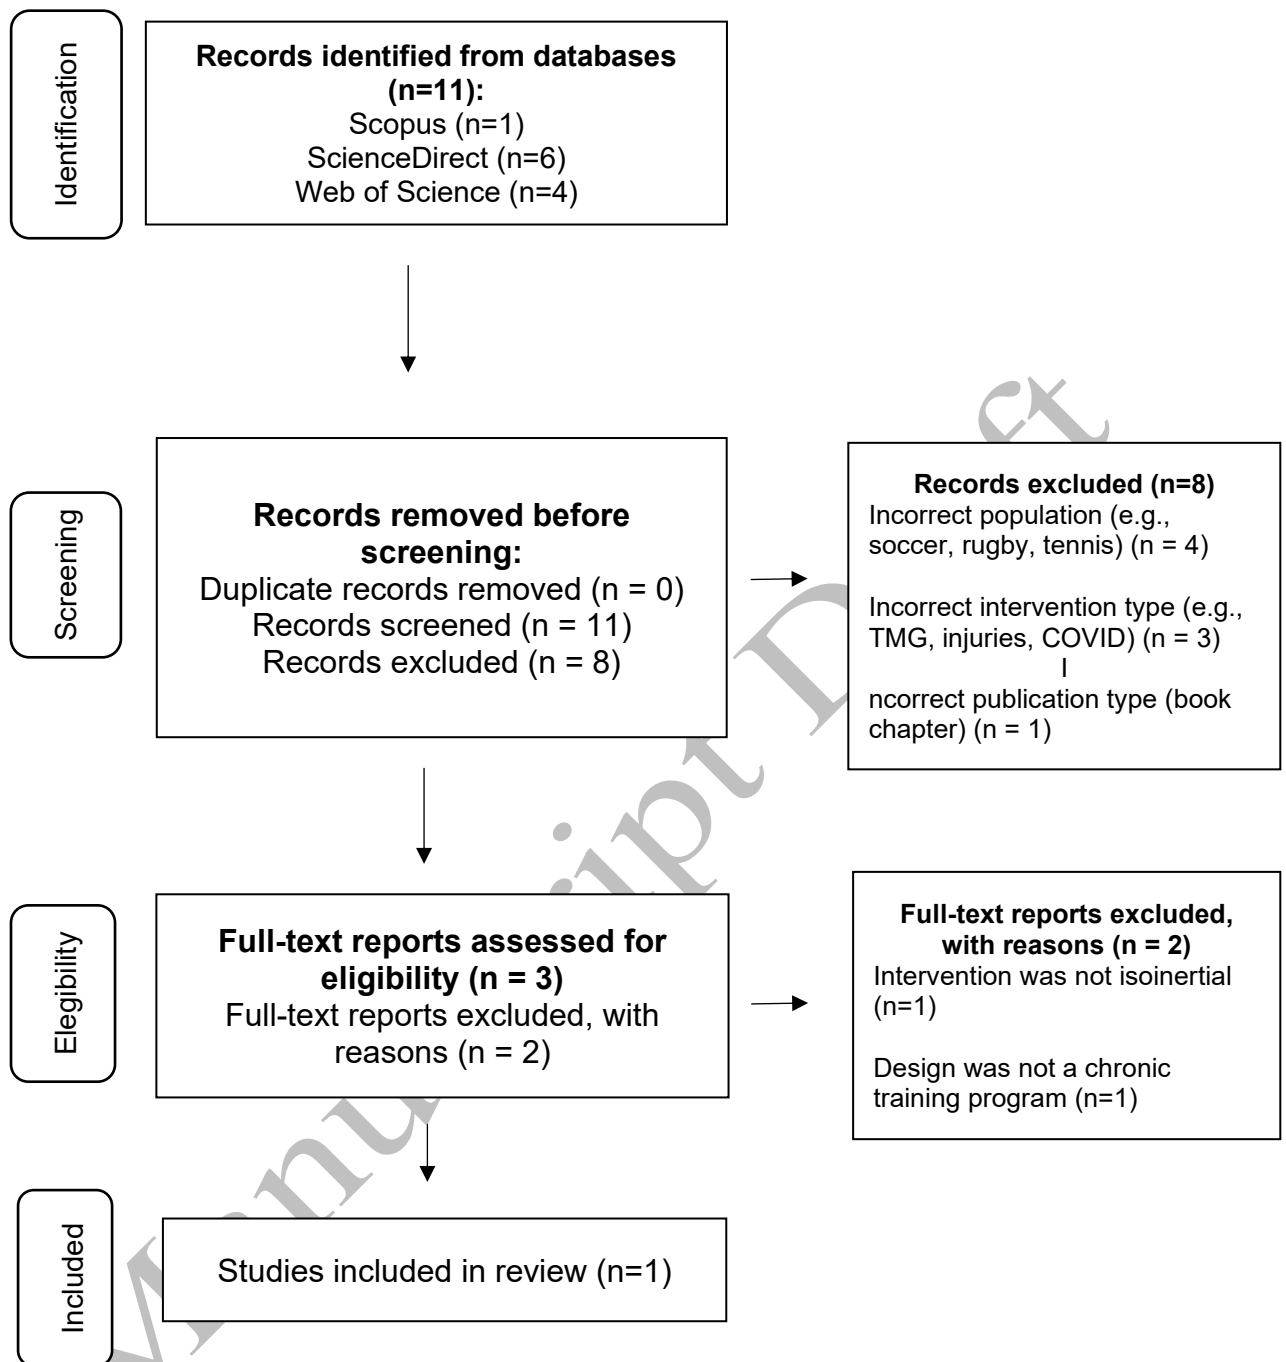 Identification
Records identified from databases
(n=11):
Scopus (n=1)
ScienceDirect (n=6)
Web of Science (n=4)
Screening
Records removed before
screening:
Duplicate records removed (n = 0)
Records screened (n = 11)
Records excluded (n = 8)
Records excluded (n=8)
Incorrect population (e.g.,
soccer, rugby, tennis) (n = 4)
Incorrect intervention type (e.g.,
TMG, injuries, COVID) (n = 3)
I
ncorrect publication type (book
chapter) (n = 1)
Elegibility
Full-text reports assessed for
eligibility (n = 3)
Full-text reports excluded, with
reasons (n = 2)
Full-text reports excluded,
with reasons (n = 2)
Intervention was not isoinertial
(n=1)
Design was not a chronic
training program (n=1)
Included
Studies included in review (n=1)
Manuscript Draft